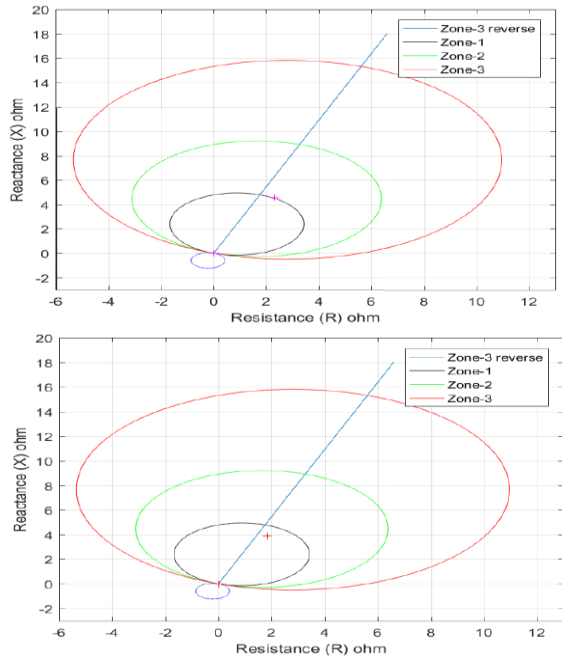 20
18
16
14
12
10
8
6
4
2
0
-2
Reactance (X) ohm
Zone-3 reverse
Zone-1
Zone-2
Zone-3
-6 -4 -2 0 2 4 6 8 10 12
Resistance (R) ohm
20
18
16
14
12
10
8
6
4
2
0
-2
Reactance (X) ohm
Zone-3 reverse
Zone-1
Zone-2
Zone-3
-6 -4 -2 0 2 4 6 8 10 12
Resistance (R) ohm